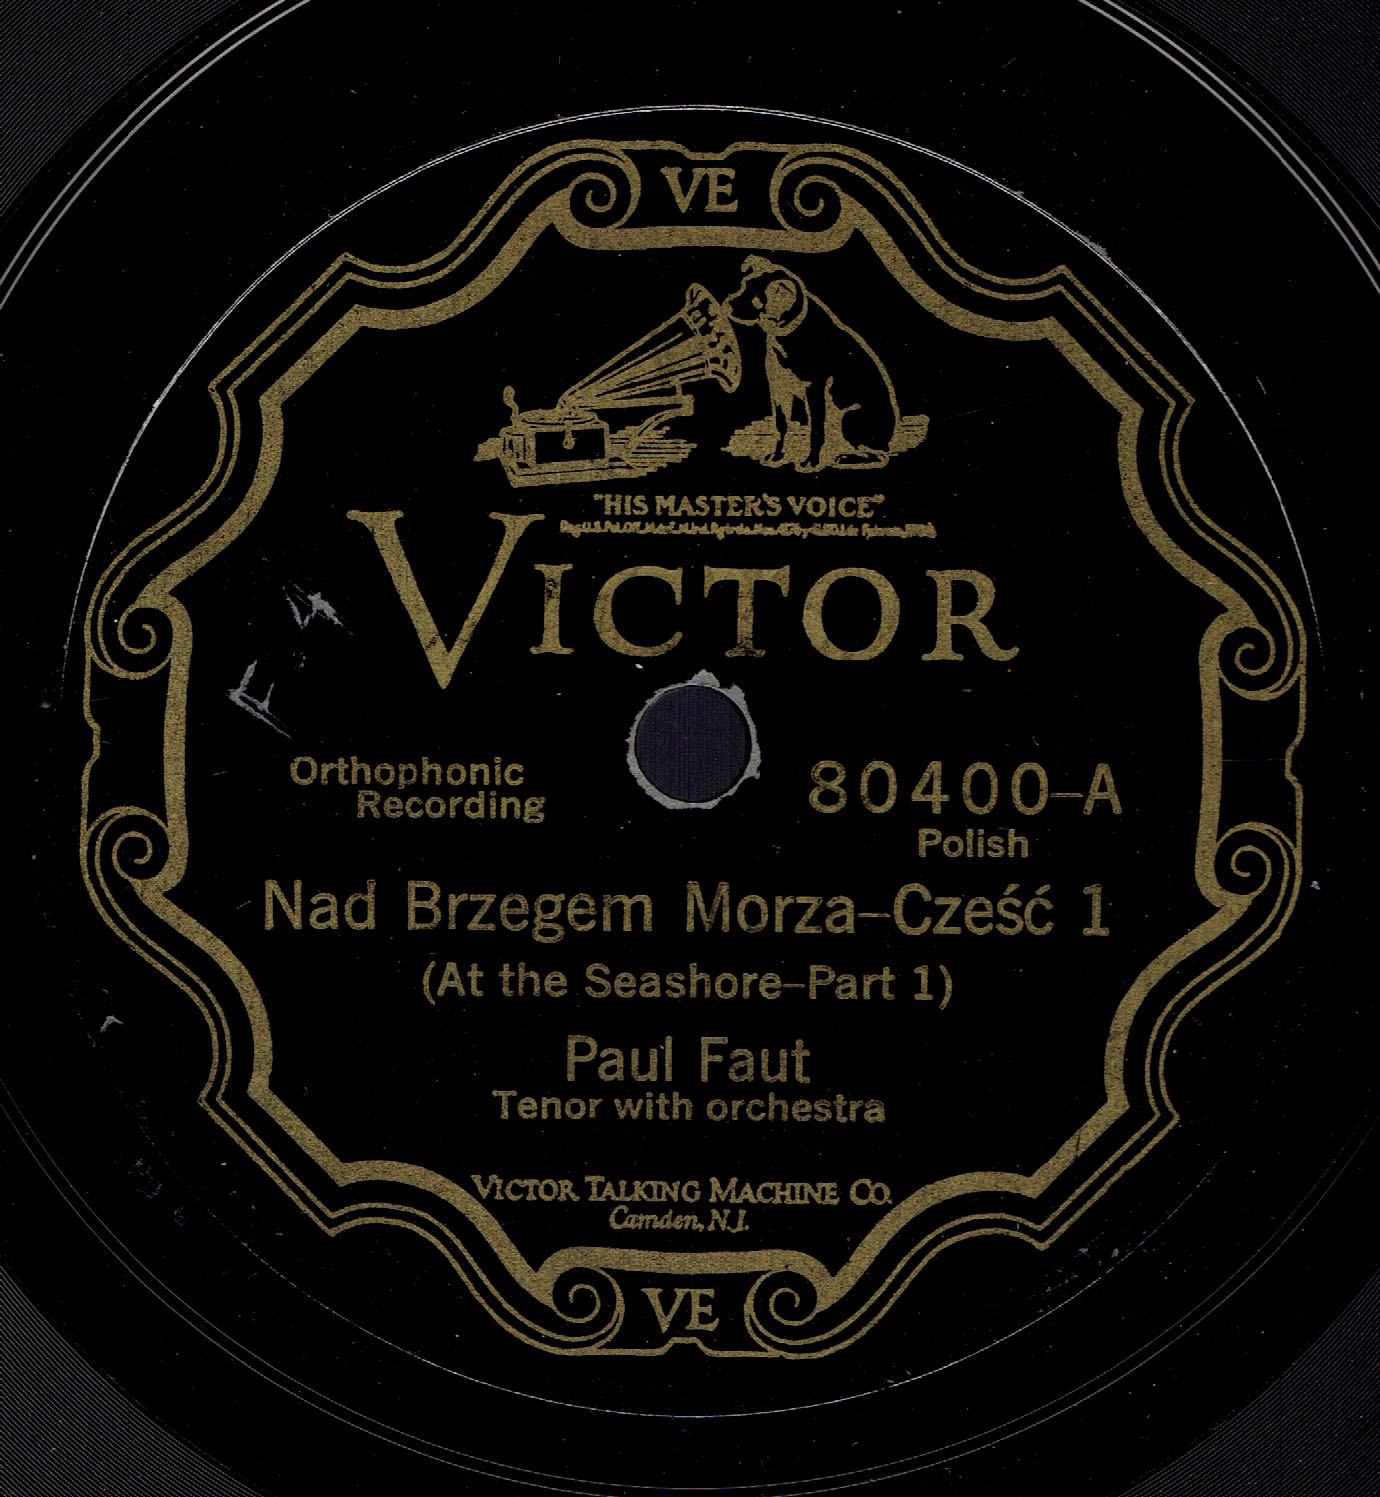 VE
"HIS MASTER'S VOICE"
VICTOR
Orthophonic
Recording
80400–A
Polish
Nad Brzegem Morza–Cześć 1
(At the Seashore–Part 1)
Paul Faut
Tenor with orchestra
VICTOR TALKING MACHINE CO.
Camden, N.J.
VE